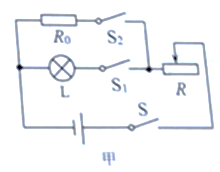 R₀ S₂
L S₁ R
S
甲